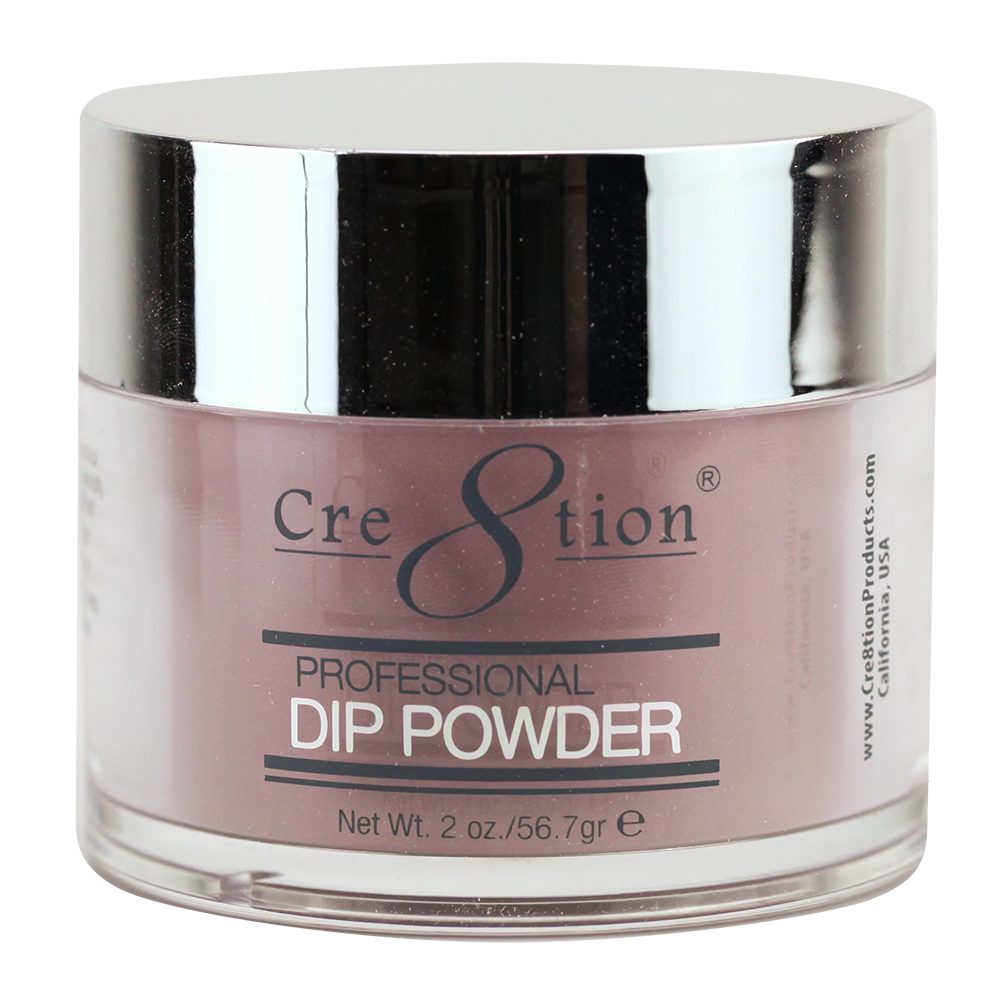 Cre8tion®
PROFESSIONAL
DIP POWDER
Net Wt. 2 oz./56.7gr ℮
www.Cre8tionProducts.com
California, USA